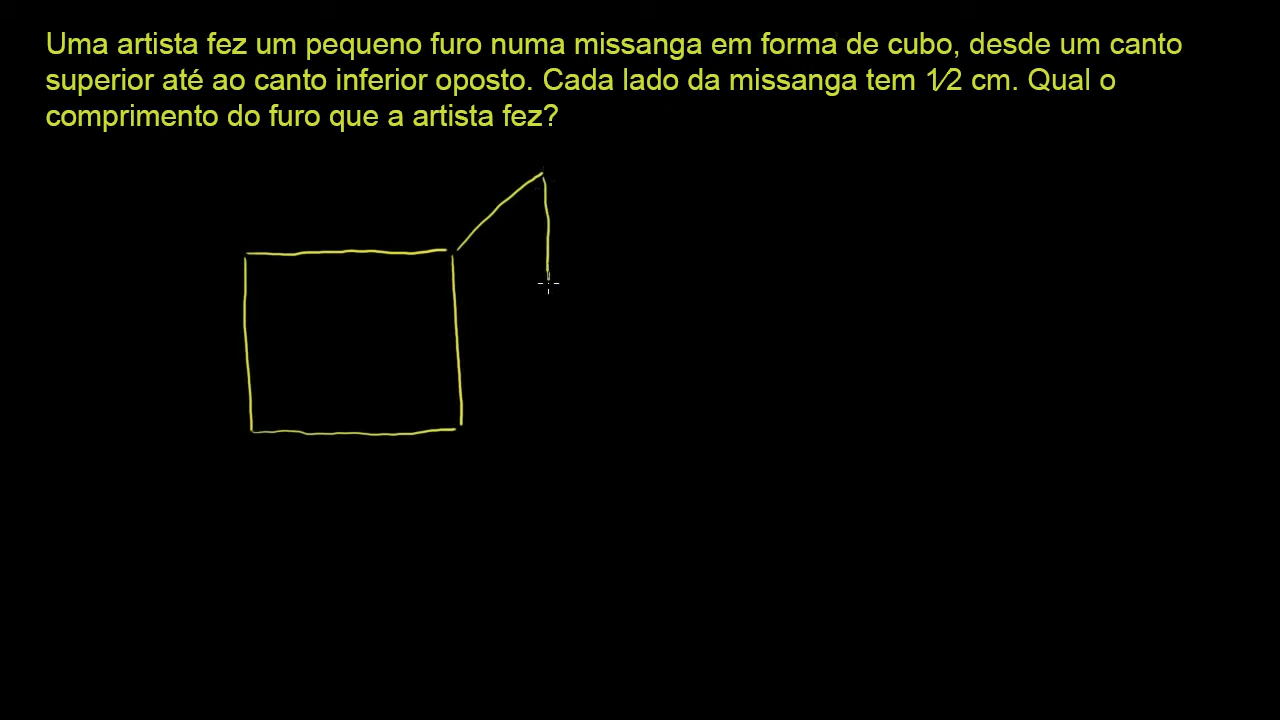 Uma artista fez um pequeno furo numa missanga em forma de cubo, desde um canto
superior até ao canto inferior oposto. Cada lado da missanga tem 1⁄2 cm. Qual o
comprimento do furo que a artista fez?